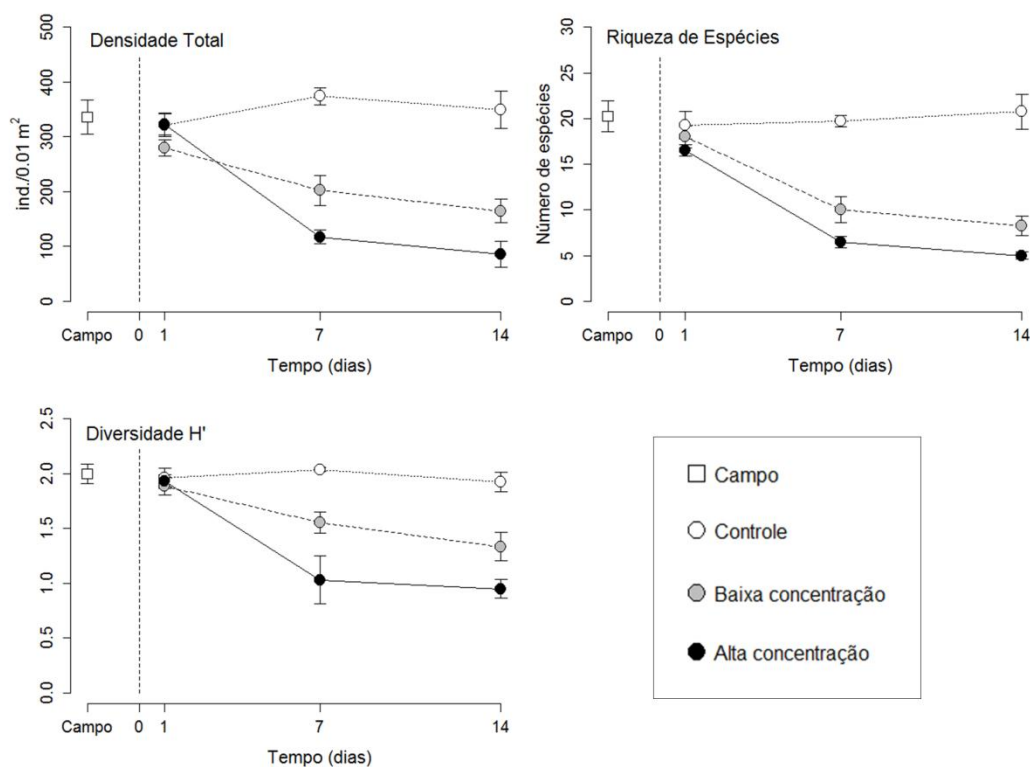 Densidade Total
ind./0.01 m²
500
400
300
200
100
0
Campo 0 1 7 14
Tempo (dias)
Riqueza de Espécies
Número de espécies
30
25
20
15
10
5
0
Campo 0 1 7 14
Tempo (dias)
Diversidade H'
2.5
2.0
1.5
1.0
0.5
0.0
Campo 0 1 7 14
Tempo (dias)
Campo
Controle
Baixa concentração
Alta concentração